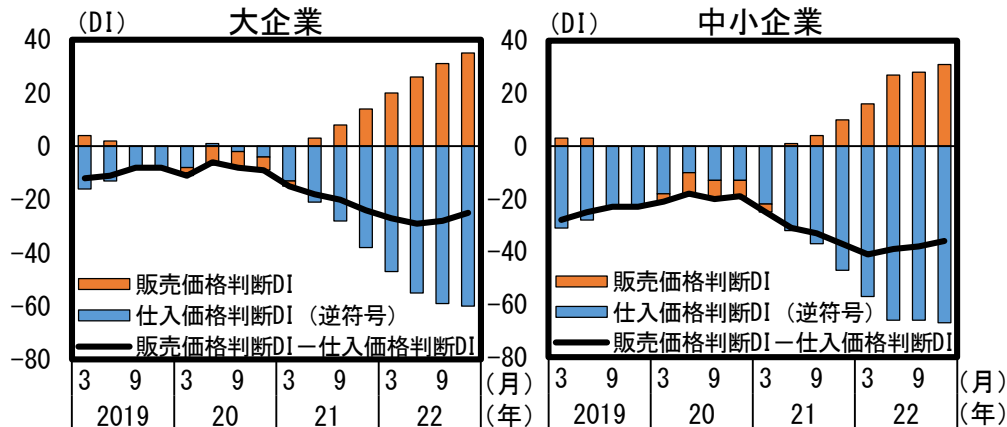 (DI)
大企業
40
20
0
-20
-40
-60
-80
販売価格判断DI
仕入価格判断DI（逆符号）
販売価格判断DI－仕入価格判断DI
3 9 3 9 3 9 3 9 (月)
2019 20 21 22 (年)
(DI)
中小企業
40
20
0
-20
-40
-60
-80
販売価格判断DI
仕入価格判断DI（逆符号）
販売価格判断DI－仕入価格判断DI
3 9 3 9 3 9 3 9 (月)
2019 20 21 22 (年)